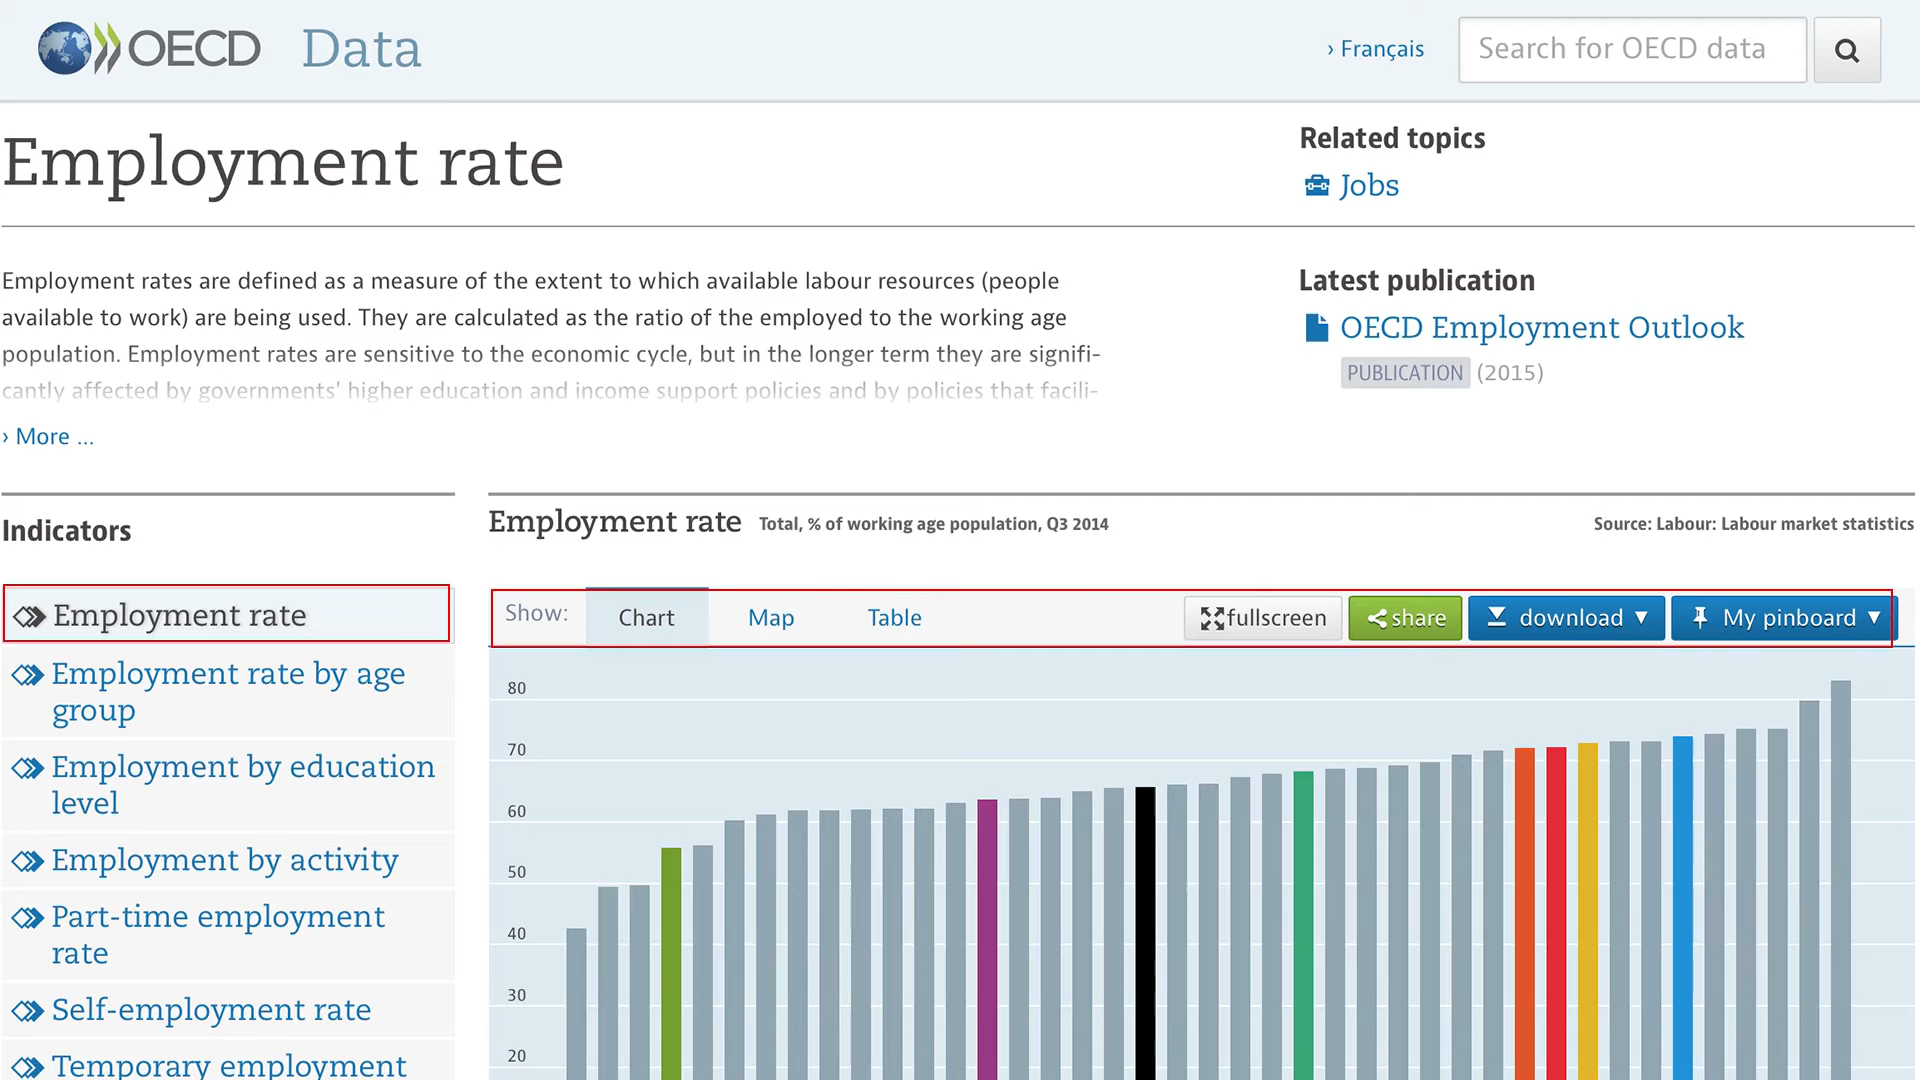 OECD Data
› Français
Search for OECD data
Employment rate
Related topics
Jobs
Employment rates are defined as a measure of the extent to which available labour resources (people
available to work) are being used. They are calculated as the ratio of the employed to the working age
population. Employment rates are sensitive to the economic cycle, but in the longer term they are signifi-
cantly affected by governments' higher education and income support policies and by policies that facili-
› More ...
Latest publication
OECD Employment Outlook
PUBLICATION (2015)
Indicators
Employment rate
Employment rate by age
group
Employment by education
level
Employment by activity
Part-time employment
rate
Self-employment rate
Temporary employment
Employment rate Total, % of working age population, Q3 2014
Source: Labour: Labour market statistics
Show: Chart Map Table fullscreen share download ▼ My pinboard ▼
80
70
60
50
40
30
20